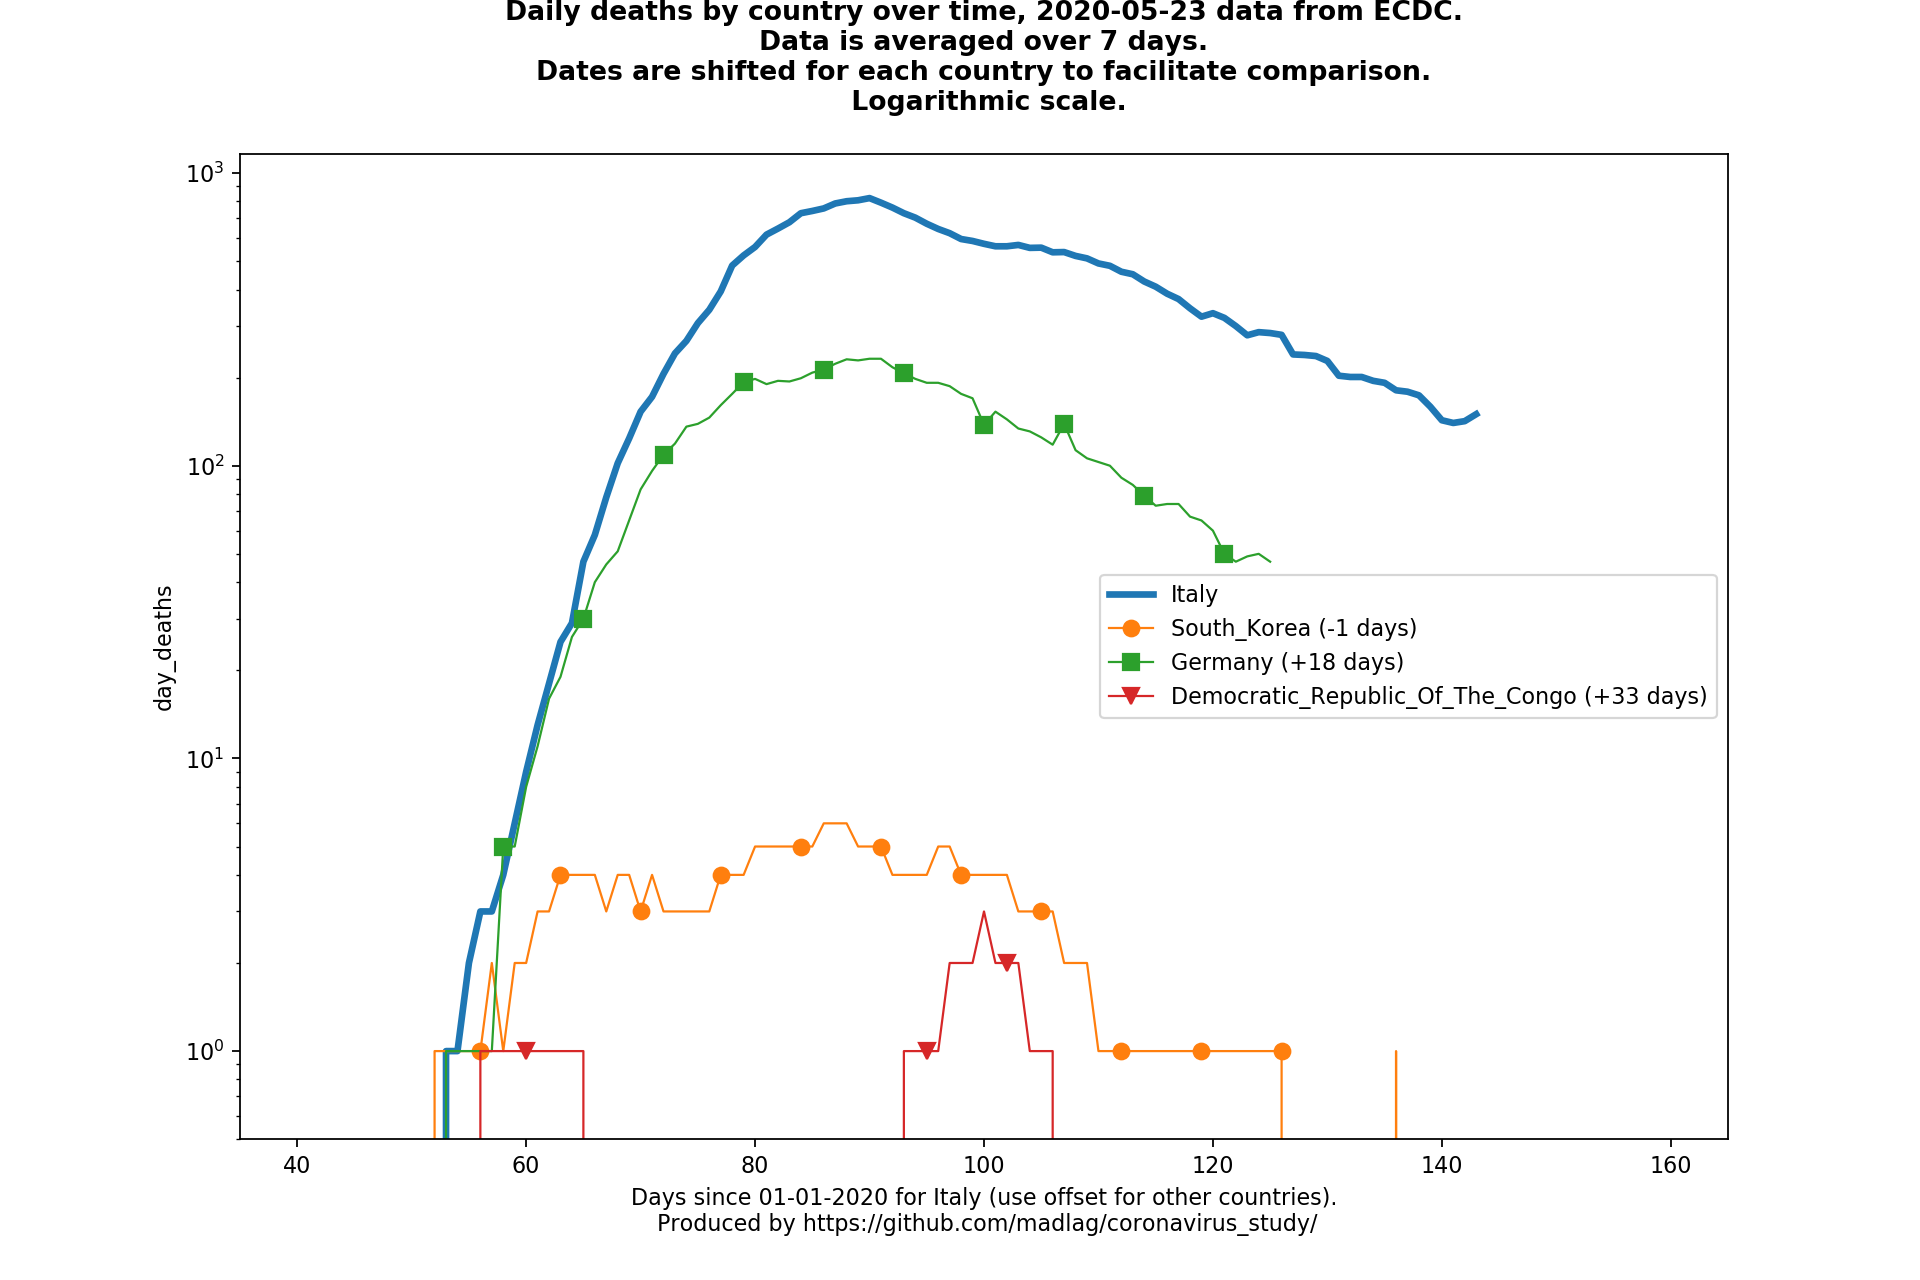 Daily deaths by country over time, 2020-05-23 data from ECDC.
Data is averaged over 7 days.
Dates are shifted for each country to facilitate comparison.
Logarithmic scale.
10³
10²
10¹
10⁰
day_deaths
Italy
South_Korea (-1 days)
Germany (+18 days)
Democratic_Republic_Of_The_Congo (+33 days)
40 60 80 100 120 140 160
Days since 01-01-2020 for Italy (use offset for other countries).
Produced by https://github.com/madlag/coronavirus_study/